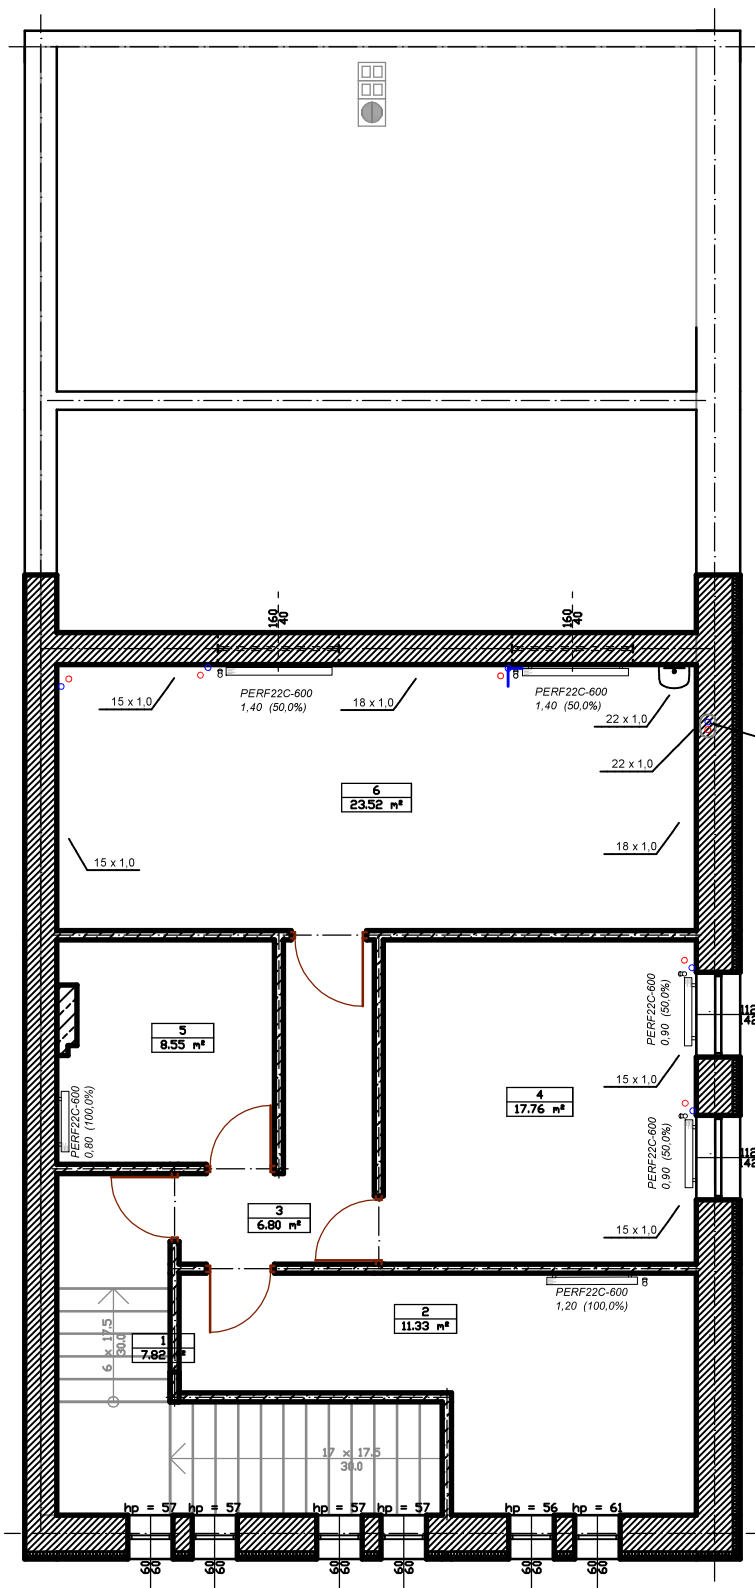 160
40
160
40
PERF22C-600
1,40 (50,0%)
PERF22C-600
1,40 (50,0%)
15 x 1,0
18 x 1,0
22 x 1,0
22 x 1,0
6
23.52 m²
18 x 1,0
15 x 1,0
PERF22C-600
0,90 (50,0%)
5
8.55 m²
15 x 1,0
PERF22C-600
0,80 (100,0%)
4
17.76 m²
PERF22C-600
0,90 (50,0%)
3
6.80 m²
15 x 1,0
PERF22C-600
1,20 (100,0%)
2
11.33 m²
6 x 17.5
30.0
1
7.82 m²
17 x 17.5
30.0
hp = 57
hp = 57
hp = 57
hp = 57
hp = 56
hp = 61
60
60
60
60
60
60
60
60
60
60
60
60